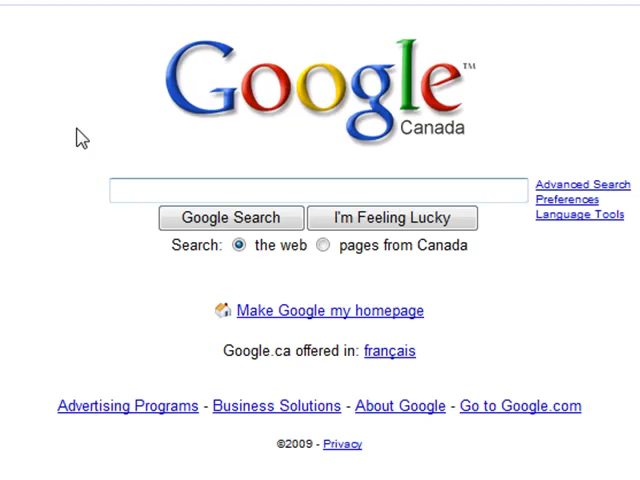 Google™
Canada
Advanced Search
Preferences
Language Tools
Google Search I'm Feeling Lucky
Search: the web pages from Canada
Make Google my homepage
Google.ca offered in: français
Advertising Programs - Business Solutions - About Google - Go to Google.com
©2009 - Privacy